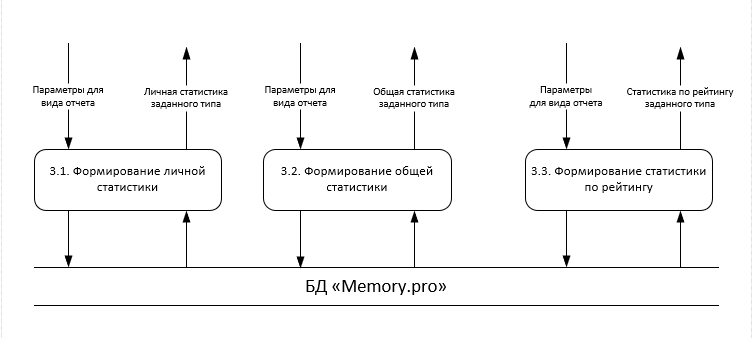 Параметры для
вида отчета
Личная статистика
заданного типа
Параметры для
вида отчета
Общая статистика
заданного типа
Параметры
для вида отчета
Статистика по рейтингу
заданного типа
3.1. Формирование личной
статистики
3.2. Формирование общей
статистики
3.3. Формирование статистики
по рейтингу
БД «Memory.pro»